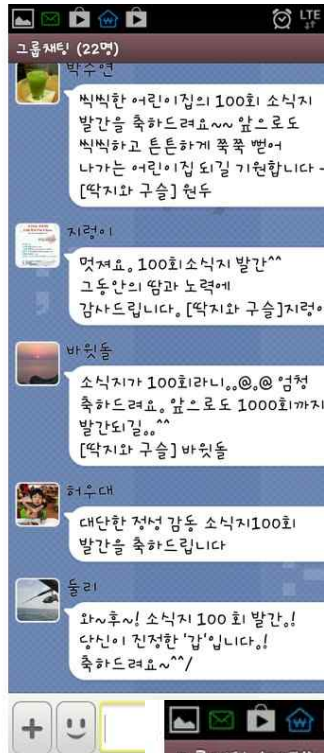 LTE
그룹채팅 (22명)
박수연
씩씩한 어린이집의 100회 소식지
발간을 축하드려요~~ 앞으로도
씩씩하고 튼튼하게 쭉쭉 뻗어
나가는 어린이집 되길 기원합니다 -
[딱지와 구슬] 원두
지렁이
멋져요. 100회소식지 발간^^
그동안의 땀과 노력에
감사드립니다. [딱지와 구슬]지렁이
바윗돌
소식지가 100회라니..@.@ 엄청
축하드려요. 앞으로도 1000회까지
발간되길..^^
[딱지와 구슬] 바윗돌
허우대
대단한 정성 감동 소식지100회
발간을 축하드립니다
둘리
와~후~! 소식지 100 회 발간.!
당신이 진정한 '갑'입니다.!
축하드려요~^^/